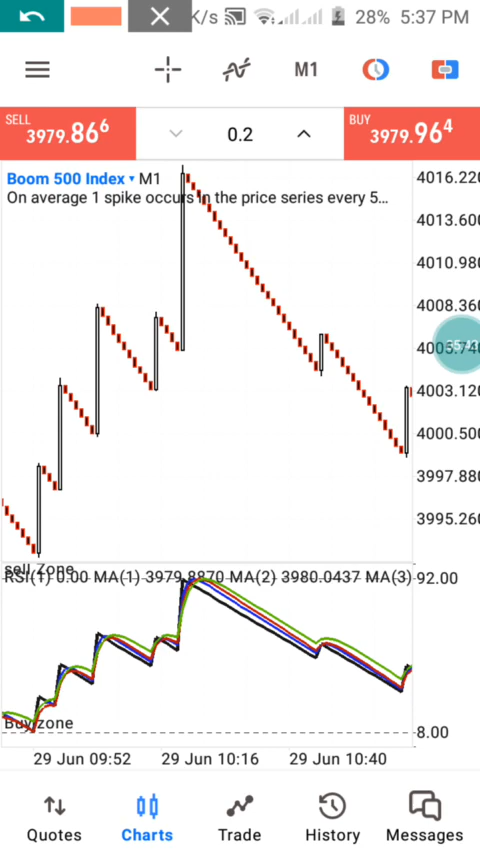 K/s 28% 5:37 PM
M1
SELL
3979.86⁶
0.2
BUY
3979.96⁴
Boom 500 Index ▾ M1
On average 1 spike occurs in the price series every 5…
4016.220
4013.600
4010.980
4008.360
4005.740
4003.120
4000.500
3997.880
3995.260
sell Zone
RSI(1) 0.00 MA(1) 3979.8870 MA(2) 3980.0437 MA(3)
92.00
Buy zone
8.00
29 Jun 09:52 29 Jun 10:16 29 Jun 10:40
Quotes Charts Trade History Messages